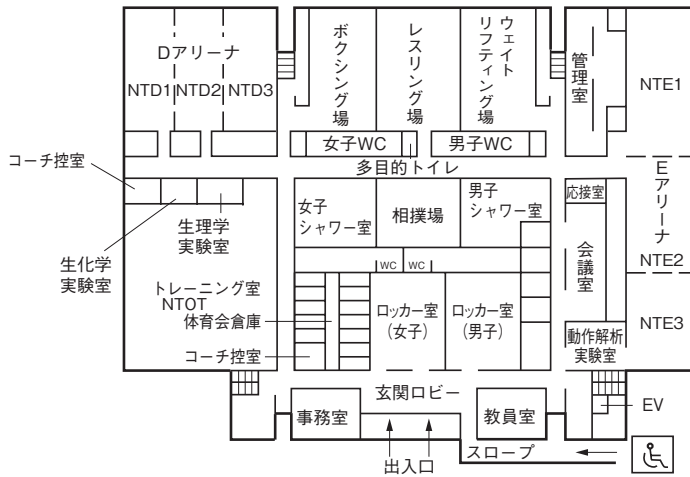 Dアリーナ
NTD1
NTD2
NTD3
ボクシング場
レスリング場
ウェイト
リフティング場
管理室
NTE1
女子WC
男子WC
多目的トイレ
コーチ控室
生理学
実験室
生化学
実験室
女子
シャワー室
相撲場
男子
シャワー室
応接室
Eアリーナ
NTE2
会議室
WC
WC
トレーニング室
NTOT
体育会倉庫
コーチ控室
ロッカー室
(女子)
ロッカー室
(男子)
NTE3
動作解析
実験室
玄関ロビー
事務室
教員室
EV
出入口
スロープ